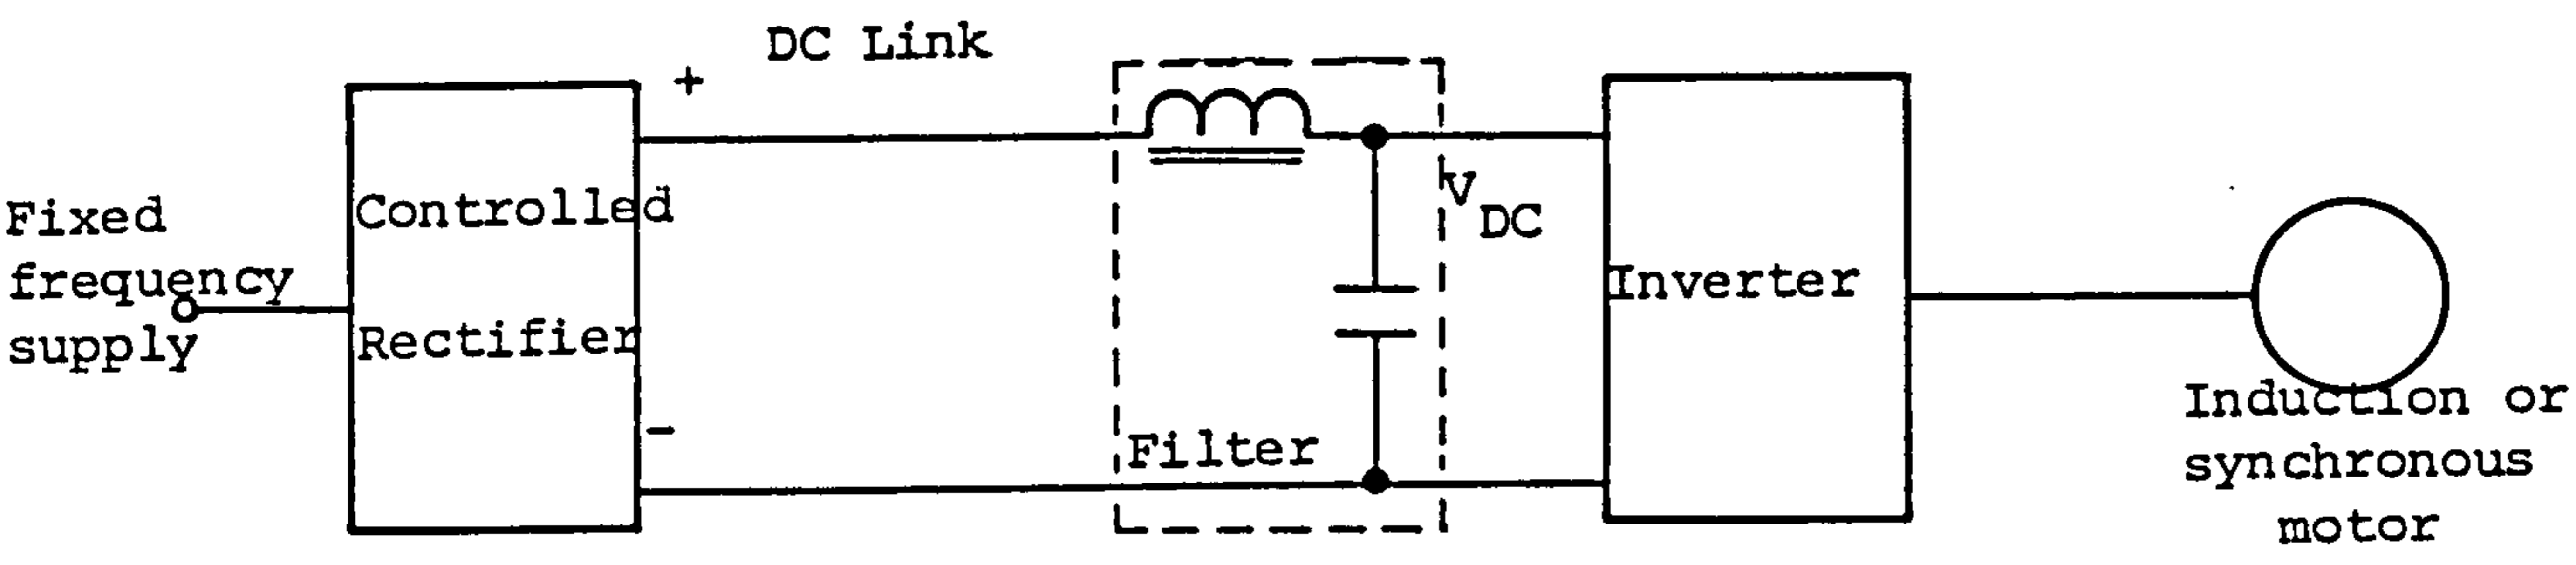 DC Link
+
Fixed
frequency
supply
Controlled
Rectifier
-
Filter
V
DC
Inverter
Induction or
synchronous
motor